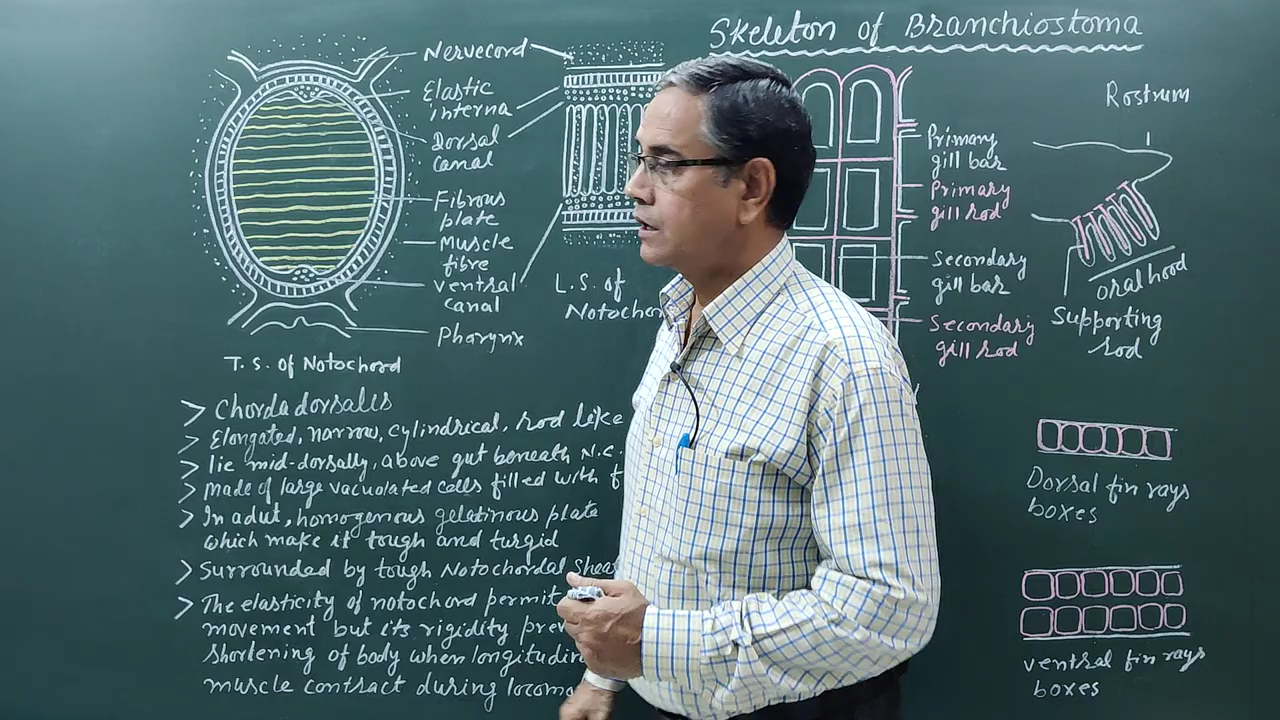 Skeleton of Branchiostoma
Nervecord
Elastic
interna
Dorsal
canal
Fibrous
plate
Muscle
fibre
ventral
canal
Pharynx
T. S. of Notochord
L.S. of
Primary
gill bar
Primary
gill rod
Secondary
gill bar
Secondary
gill rod
Rostrum
oral hood
Supporting
rod
> Chorda dorsales
> Elongated, narrow, cylindrical, rod like
> lie mid-dorsally, above gut beneath N.C.
> made of large vacuolated cells filled with
> In adut, homogenous gelatinous plate
which make it tough and turgid
> Surrounded by tough Notochordal
> The elasticity of notochord permit
movement but its rigidity
shortening of body when
muscle contract during
Dorsal fin rays
boxes
ventral fin rays
boxes